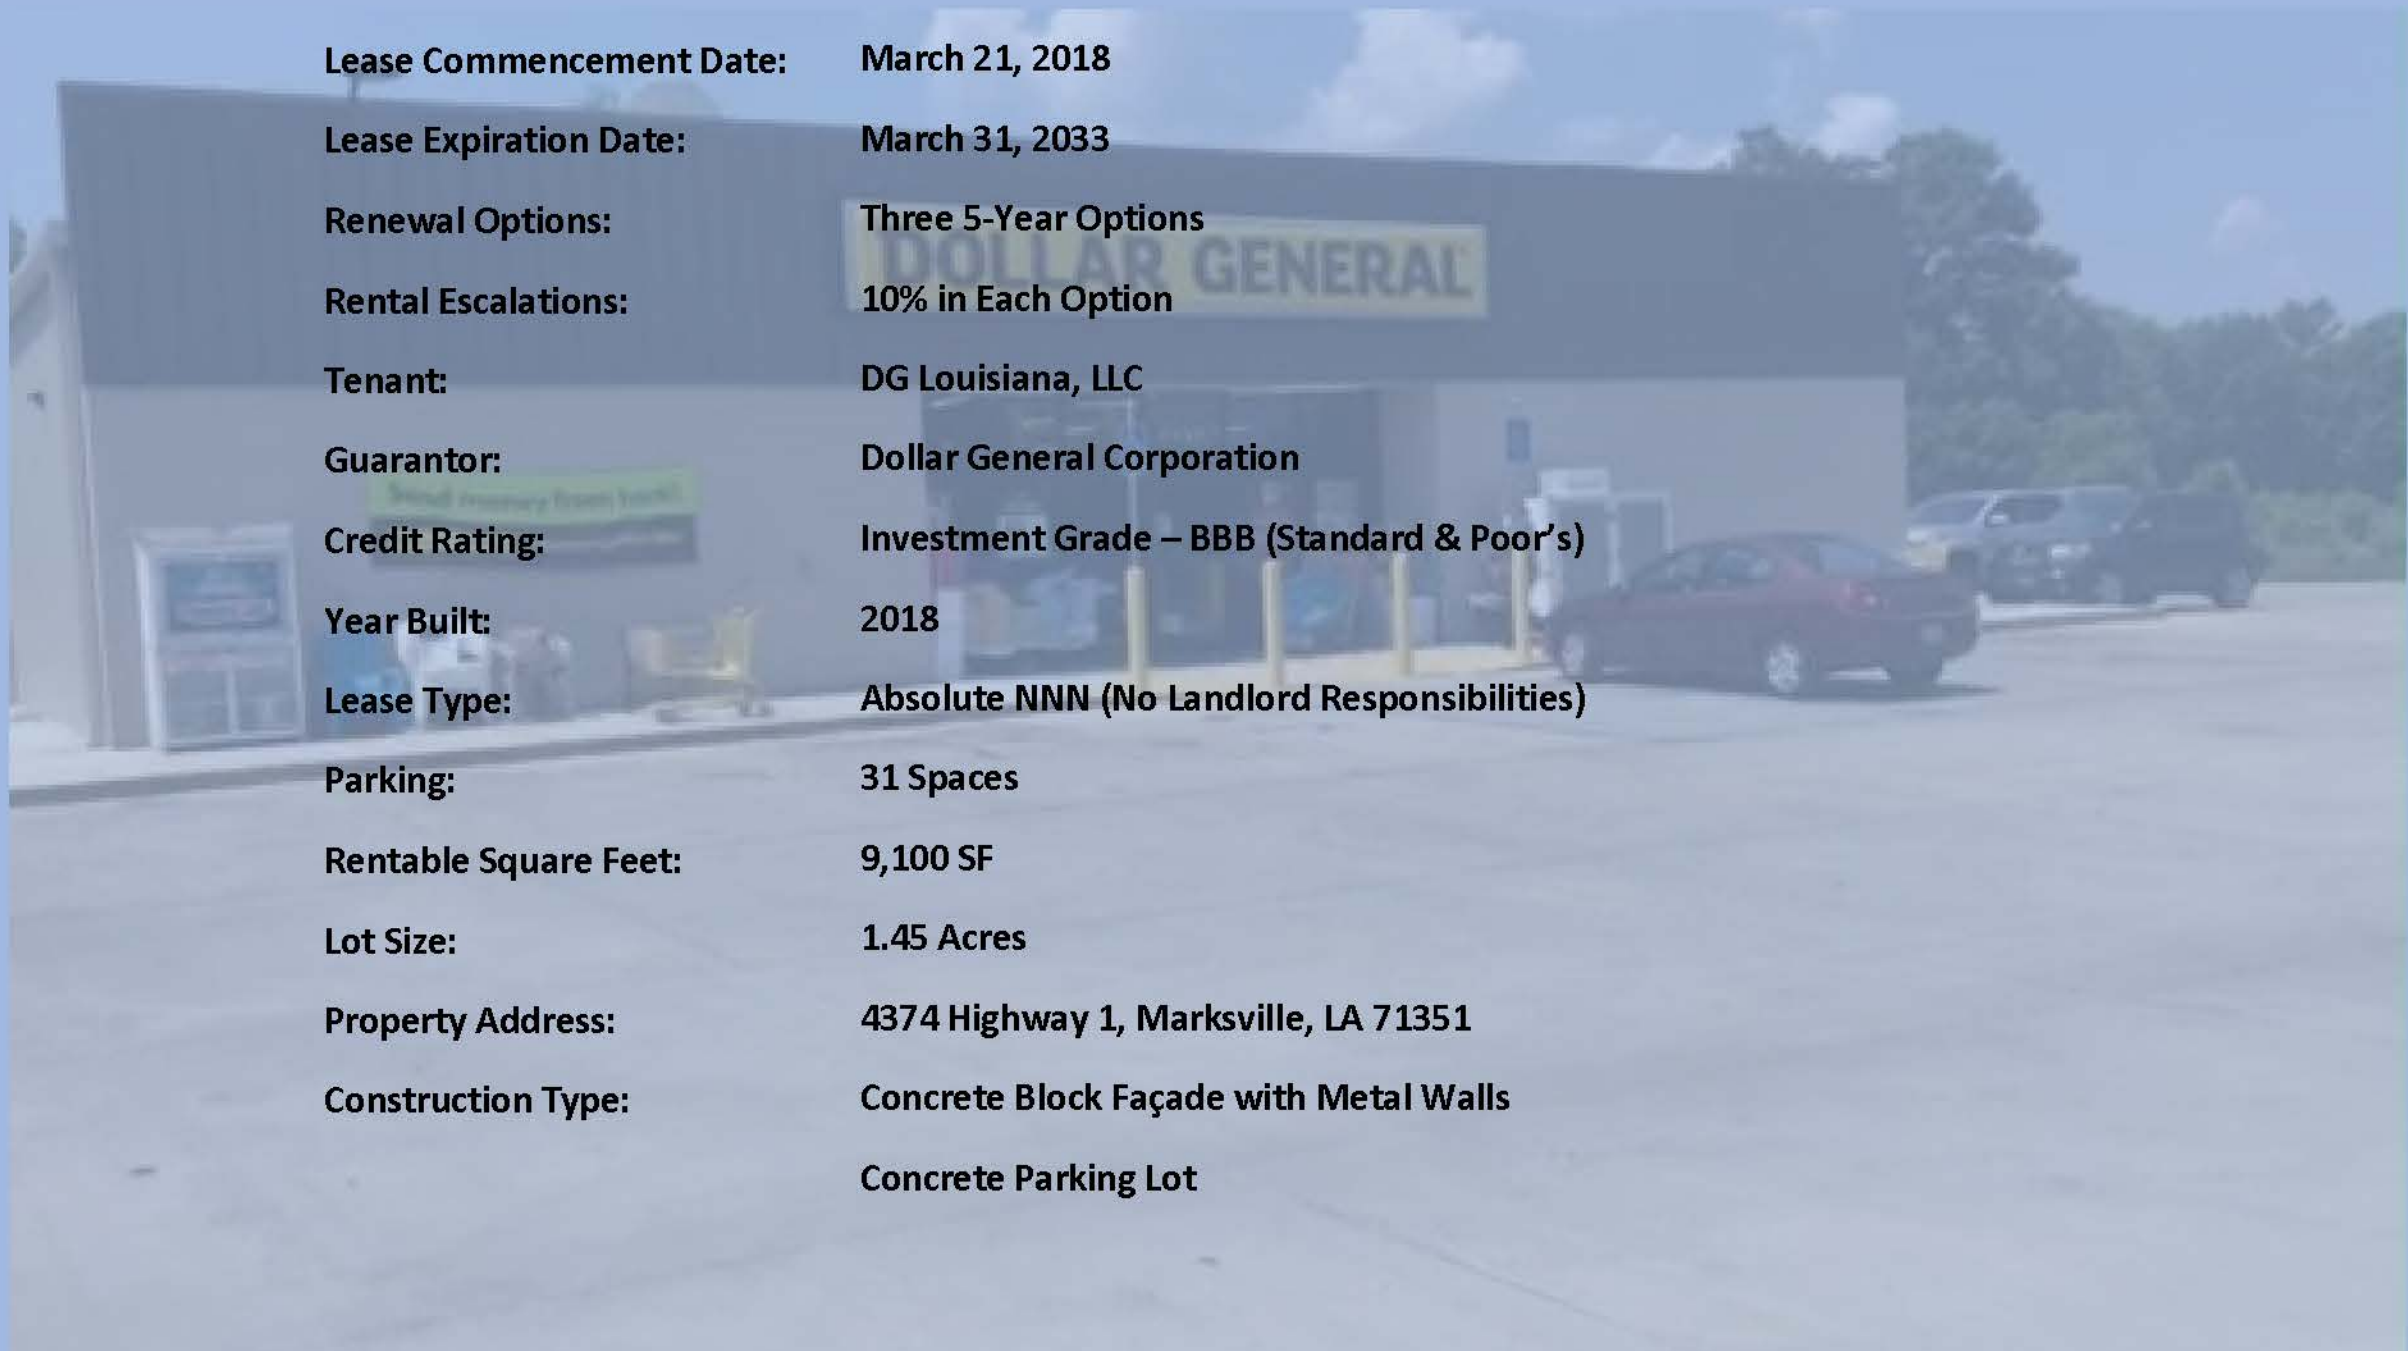 Lease Commencement Date: March 21, 2018
Lease Expiration Date: March 31, 2033
Renewal Options: Three 5-Year Options
DOLLAR GENERAL
Rental Escalations: 10% in Each Option
Tenant: DG Louisiana, LLC
Guarantor: Dollar General Corporation
Send money from here!
Credit Rating: Investment Grade – BBB (Standard & Poor's)
Year Built: 2018
Lease Type: Absolute NNN (No Landlord Responsibilities)
Parking: 31 Spaces
Rentable Square Feet: 9,100 SF
Lot Size: 1.45 Acres
Property Address: 4374 Highway 1, Marksville, LA 71351
Construction Type: Concrete Block Façade with Metal Walls
Concrete Parking Lot